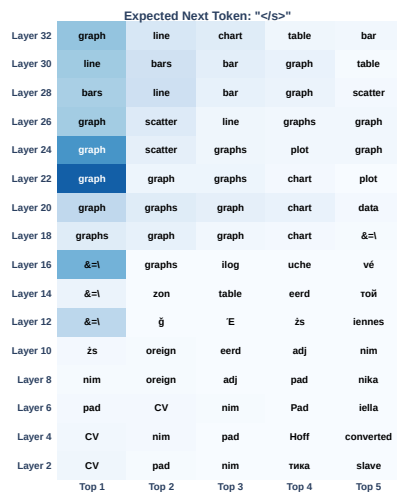 Expected Next Token: "</s>"
Layer 32 graph line chart table bar
Layer 30 line bars bar graph table
Layer 28 bars line bar graph scatter
Layer 26 graph scatter line graphs graph
Layer 24 graph scatter graphs plot graph
Layer 22 graph graph graphs chart plot
Layer 20 graph graphs graph chart data
Layer 18 graphs graph graph chart &=\
Layer 16 &=\ graphs ilog uche vé
Layer 14 &=\ zon table eerd той
Layer 12 &=\ ğ Έ żs iennes
Layer 10 żs oreign eerd adj nim
Layer 8 nim oreign adj pad nika
Layer 6 pad CV nim Pad iella
Layer 4 CV nim pad Hoff converted
Layer 2 CV pad nim тика slave
Top 1 Top 2 Top 3 Top 4 Top 5